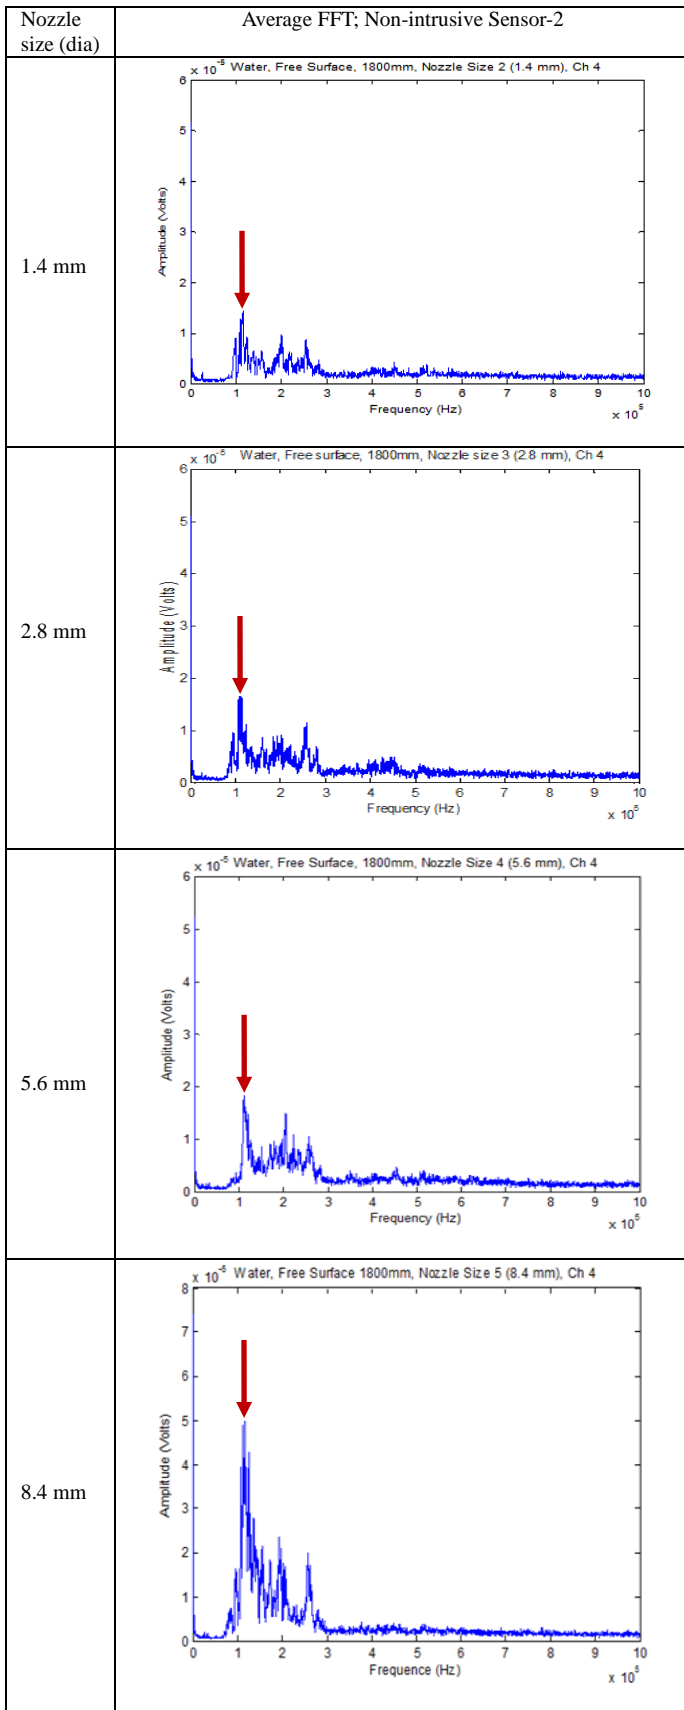 Nozzle
size (dia)
Average FFT; Non-intrusive Sensor-2
1.4 mm
x 10^-5 Water, Free Surface, 1800mm, Nozzle Size 2 (1.4 mm), Ch 4
6
5
4
3
2
1
0
Amplitude (Volts)
0 1 2 3 4 5 6 7 8 9 10
Frequency (Hz)
x 10^5
2.8 mm
x 10^-5 Water, Free surface, 1800mm, Nozzle size 3 (2.8 mm), Ch 4
6
5
4
3
2
1
0
Amplitude (Volts)
0 1 2 3 4 5 6 7 8 9 10
Frequency (Hz)
x 10^5
5.6 mm
x 10^-5 Water, Free Surface, 1800mm, Nozzle Size 4 (5.6 mm), Ch 4
6
5
4
3
2
1
0
Amplitude (Volts)
0 1 2 3 4 5 6 7 8 9 10
Frequency (Hz)
x 10^5
8.4 mm
x 10^-5 Water, Free Surface 1800mm, Nozzle Size 5 (8.4 mm), Ch 4
8
7
6
5
4
3
2
1
0
Amplitude (Volts)
0 1 2 3 4 5 6 7 8 9 10
Frequence (Hz)
x 10^5